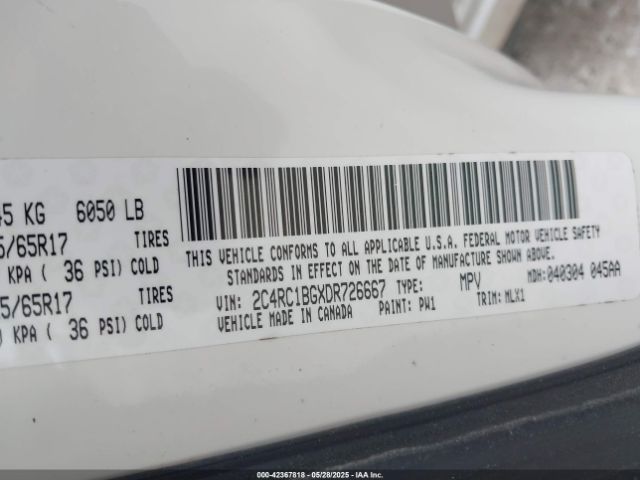 45 KG 6050 LB
5/65R17 TIRES
KPA ( 36 PSI) COLD
5/65R17 TIRES
KPA ( 36 PSI) COLD
THIS VEHICLE CONFORMS TO ALL APPLICABLE U.S.A. FEDERAL MOTOR VEHICLE SAFETY
STANDARDS IN EFFECT ON THE DATE OF MANUFACTURE SHOWN ABOVE.
VIN: 2C4RC1BGXDR726667 TYPE: MPV MDH: 040304 045AA
VEHICLE MADE IN CANADA PAINT: PW1 TRIM: MLX1
000-42367818 - 05/28/2025 - IAA Inc.